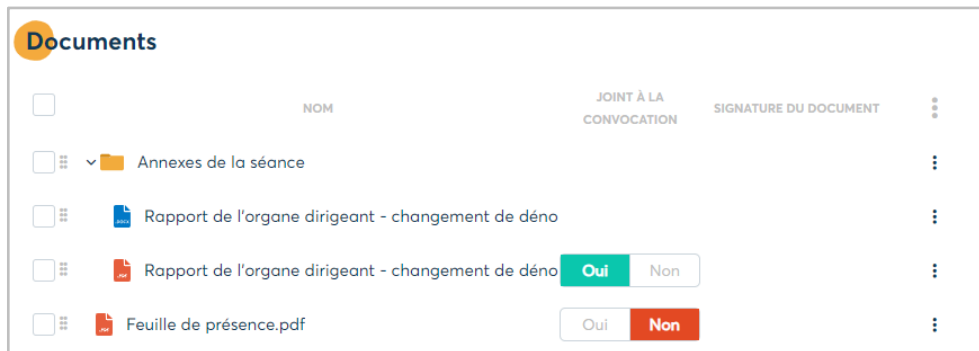 Documents
NOM
JOINT À LA
CONVOCATION
SIGNATURE DU DOCUMENT
Annexes de la séance
Rapport de l'organe dirigeant - changement de déno
Rapport de l'organe dirigeant - changement de déno
Oui Non
Feuille de présence.pdf
Oui Non